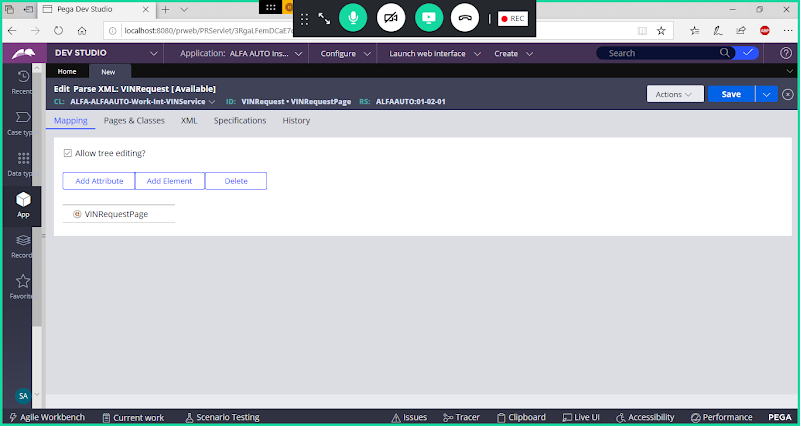 Pega Dev Studio
localhost:8080/prweb/PRServlet/3RgaLFemDCaE7
REC
ABP
DEV STUDIO
Application: ALFA AUTO Ins...
Configure
Launch web interface
Create
Search
Home
New
Recent
Case typ
Data typ
App
Record
Favorite
SA
Edit Parse XML: VINRequest [Available]
CL: ALFA-ALFAAUTO-Work-Int-VINService
ID: VINRequest • VINRequestPage
RS: ALFAAUTO:01-02-01
Actions
Save
Mapping
Pages & Classes
XML
Specifications
History
Allow tree editing?
Add Attribute
Add Element
Delete
VINRequestPage
Agile Workbench
Current work
Scenario Testing
Issues
Tracer
Clipboard
Live UI
Accessibility
Performance
PEGA